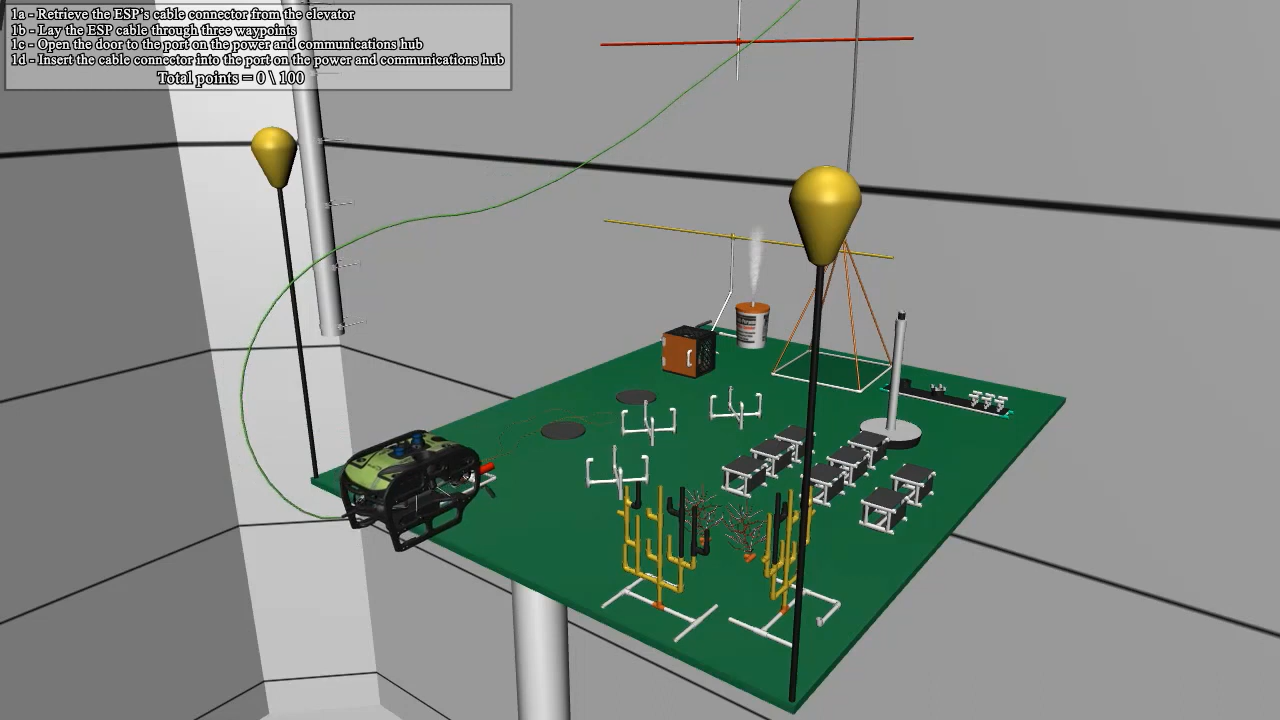 1a - Retrieve the ESP's cable connector from the elevator
1b - Lay the ESP cable through three waypoints
1c - Open the door to the port on the power and communications hub
1d - Insert the cable connector into the port on the power and communications hub
Total points = 0 \ 100